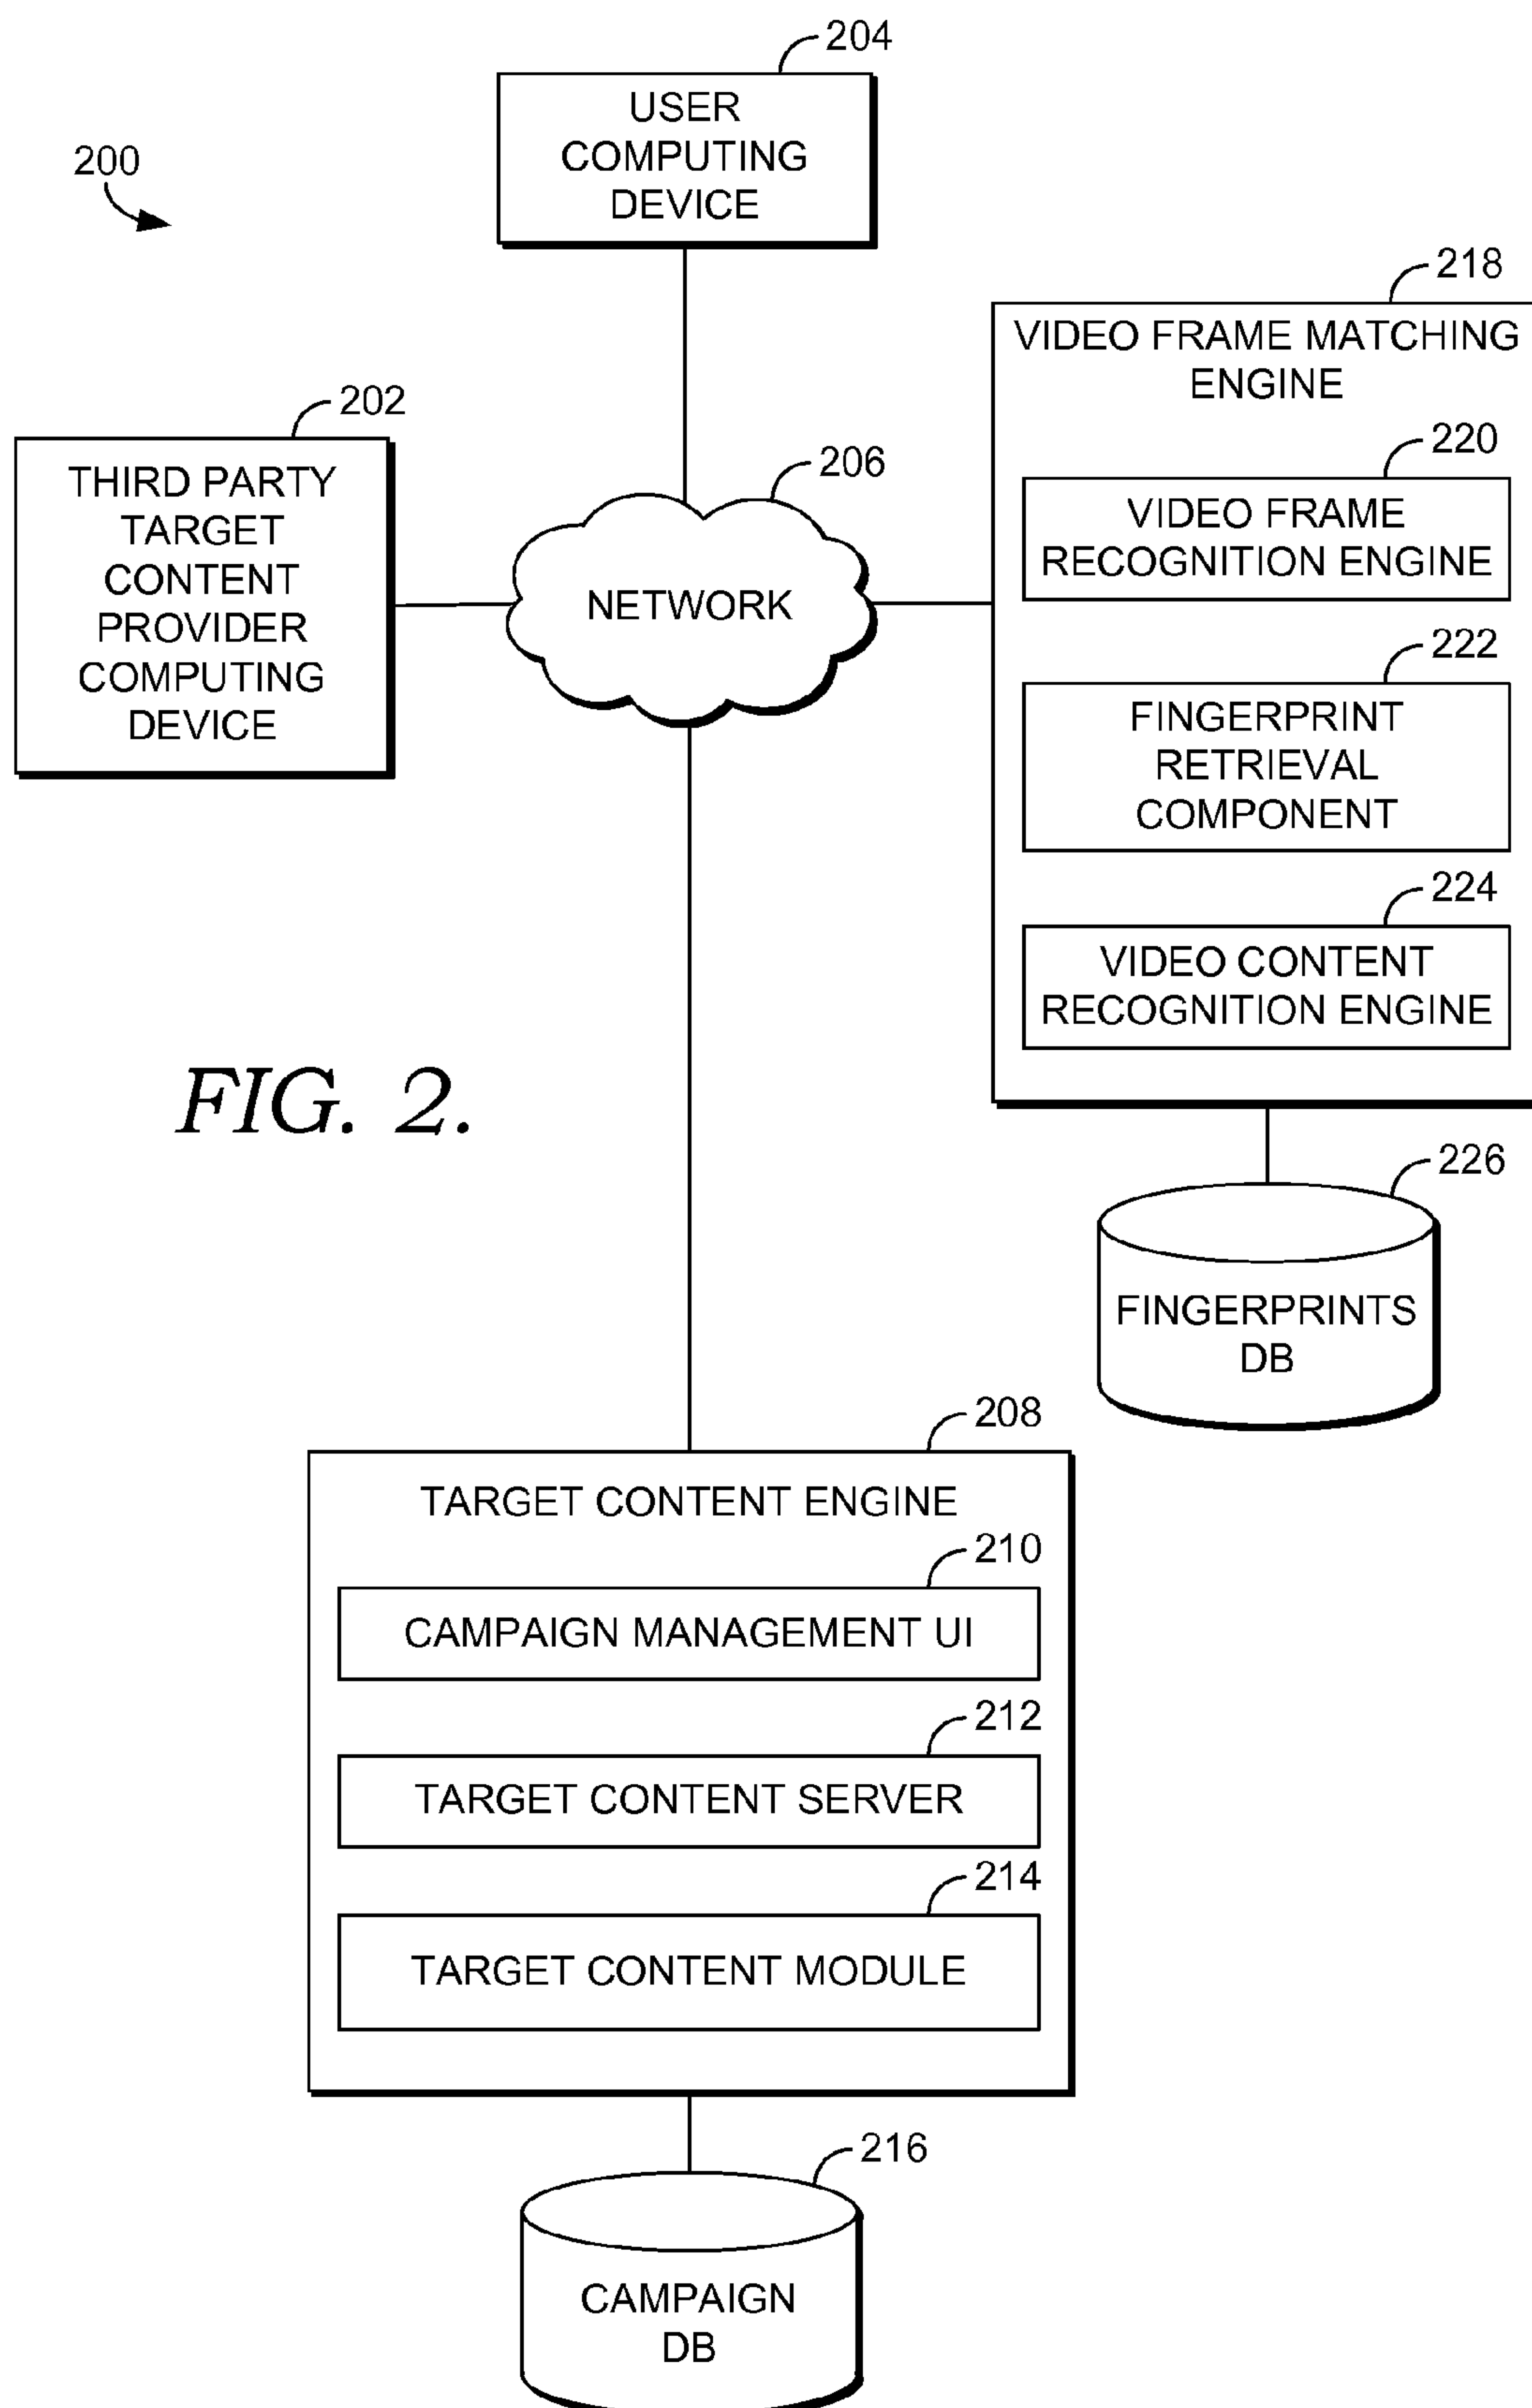 204
USER
COMPUTING
DEVICE
200
218
VIDEO FRAME MATCHING
ENGINE
202
THIRD PARTY
TARGET
CONTENT
PROVIDER
COMPUTING
DEVICE
206
NETWORK
220
VIDEO FRAME
RECOGNITION ENGINE
222
FINGERPRINT
RETRIEVAL
COMPONENT
224
VIDEO CONTENT
RECOGNITION ENGINE
FIG. 2.
226
FINGERPRINTS
DB
208
TARGET CONTENT ENGINE
210
CAMPAIGN MANAGEMENT UI
212
TARGET CONTENT SERVER
214
TARGET CONTENT MODULE
216
CAMPAIGN
DB